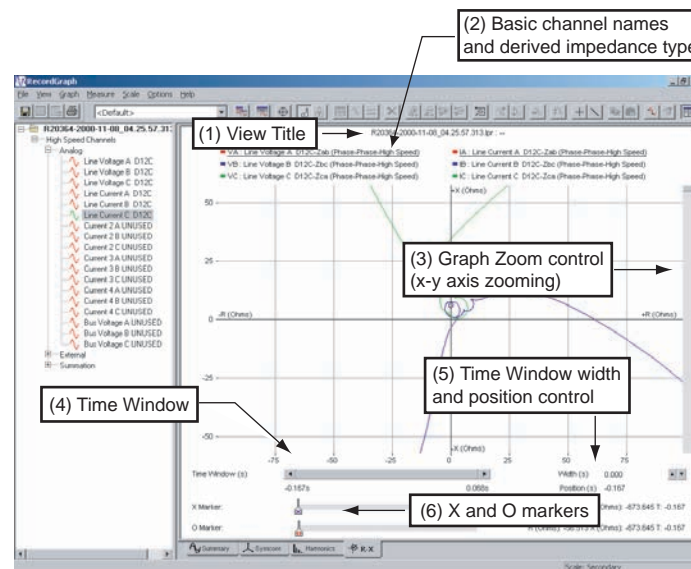 (2) Basic channel names
and derived impedance type
RecordGraph
File View Graph Measure Scale Options Help
<Default>
(1) View Title
R20364-2000-11-08_04.25.57.313.tpr : --
R20364-2000-11-08_04.25.57.31
High Speed Channels
Analog
Line Voltage A D12C
Line Voltage B D12C
Line Voltage C D12C
Line Current A D12C
Line Current B D12C
Line Current C D12C
Current 2 A UNUSED
Current 2 B UNUSED
Current 2 C UNUSED
Current 3 A UNUSED
Current 3 B UNUSED
Current 3 C UNUSED
Current 4 A UNUSED
Current 4 B UNUSED
Current 4 C UNUSED
Bus Voltage A UNUSED
Bus Voltage B UNUSED
Bus Voltage C UNUSED
External
Summation
VA : Line Voltage A D12C-Zab (Phase-Phase-High Speed)
IA : Line Current A D12C-Zab (Phase-Phase-High Speed)
VB : Line Voltage B D12C-Zbc (Phase-Phase-High Speed)
IB : Line Current B D12C-Zbc (Phase-Phase-High Speed)
VC : Line Voltage C D12C-Zca (Phase-Phase-High Speed)
IC : Line Current C D12C-Zca (Phase-Phase-High Speed)
+X (Ohms)
50
25
(3) Graph Zoom control
(x-y axis zooming)
0
-R (Ohms)
+R (Ohms)
-25
(5) Time Window width
and position control
(4) Time Window
-50
-X (Ohms)
-75 -50 -25 0 25 50 75
Time Window (s)
Width (s) 0.000
-0.167s 0.068s
Position (s) -0.167
X Marker:
(6) X and O markers
Ohms): -673.645 T: -0.167
O Marker:
(Ohms): -673.645 T: -0.167
Summary Syncom Harmonics R-X
Scale: Secondary